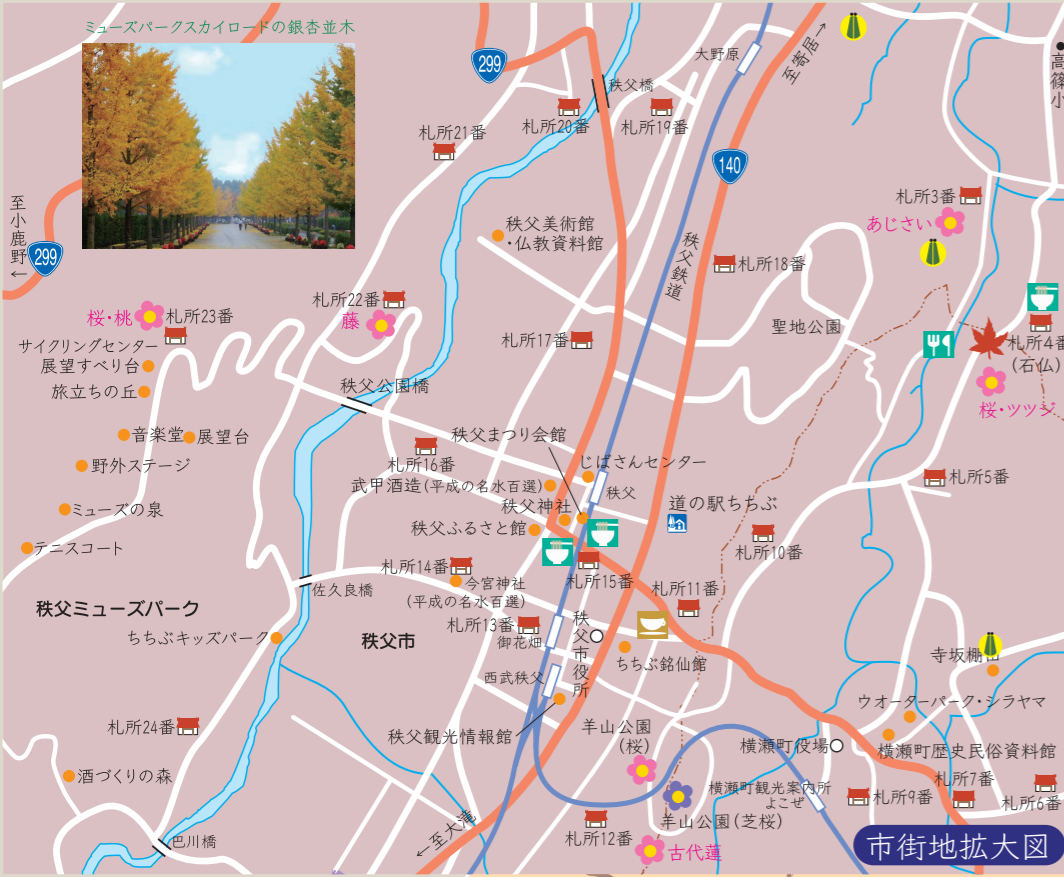 ミューズパークスカイロードの銀杏並木
299
大野原
至寄居→
高篠小
秩父橋
札所21番
札所20番
札所19番
140
至小鹿野←
299
秩父美術館
・仏教資料館
秩父鉄道
札所18番
札所3番
あじさい
札所22番
藤
桜・桃
札所23番
札所17番
聖地公園
札所4番
(石仏)
桜・ツツジ
サイクリングセンター
展望すべり台
旅立ちの丘
秩父公園橋
音楽堂
展望台
野外ステージ
秩父まつり会館
札所16番
じばさんセンター
武甲酒造(平成の名水百選)
秩父
札所5番
ミューズの泉
秩父神社
道の駅ちちぶ
秩父ふるさと館
テニスコート
札所10番
札所14番
札所15番
今宮神社
(平成の名水百選)
佐久良橋
札所11番
秩父ミューズパーク
札所13番
御花畑
秩父市役所
ちちぶキッズパーク
秩父市
ちちぶ銘仙館
寺坂棚田
西武秩父
ウオーターパーク・シラヤマ
札所24番
秩父観光情報館
羊山公園
(桜)
横瀬町役場
横瀬町歴史民俗資料館
酒づくりの森
横瀬町観光案内所
よこぜ
札所7番
札所9番
札所6番
羊山公園(芝桜)
←至大滝
札所12番
古代蓮
巴川橋
市街地拡大図